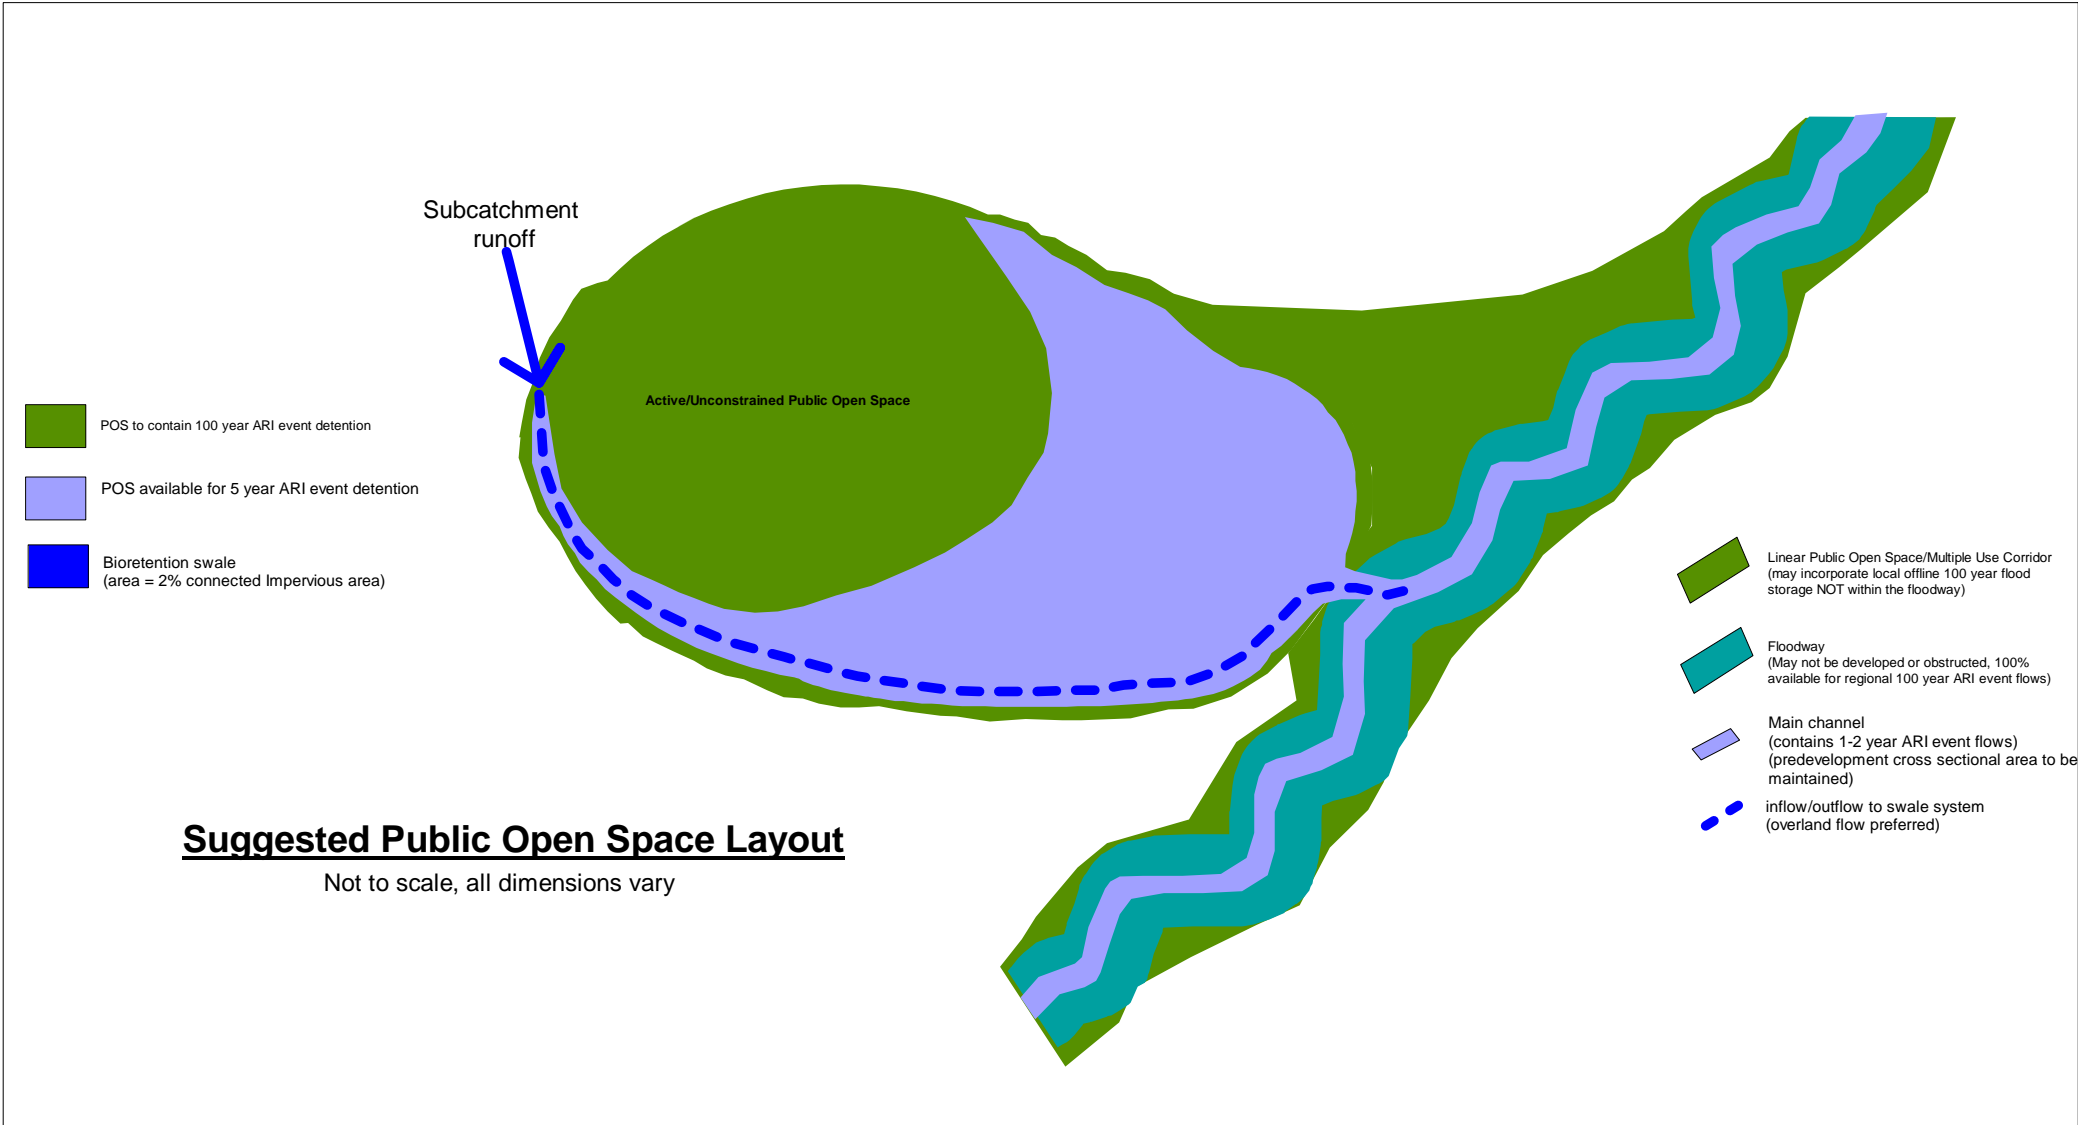 Subcatchment
runoff
Active/Unconstrained Public Open Space
POS to contain 100 year ARI event detention
POS available for 5 year ARI event detention
Bioretention swale
(area = 2% connected Impervious area)
Linear Public Open Space/Multiple Use Corridor
(may incorporate local offline 100 year flood
storage NOT within the floodway)
Floodway
(May not be developed or obstructed, 100%
available for regional 100 year ARI event flows)
Main channel
(contains 1-2 year ARI event flows)
(predevelopment cross sectional area to be
maintained)
inflow/outflow to swale system
(overland flow preferred)
Suggested Public Open Space Layout
Not to scale, all dimensions vary